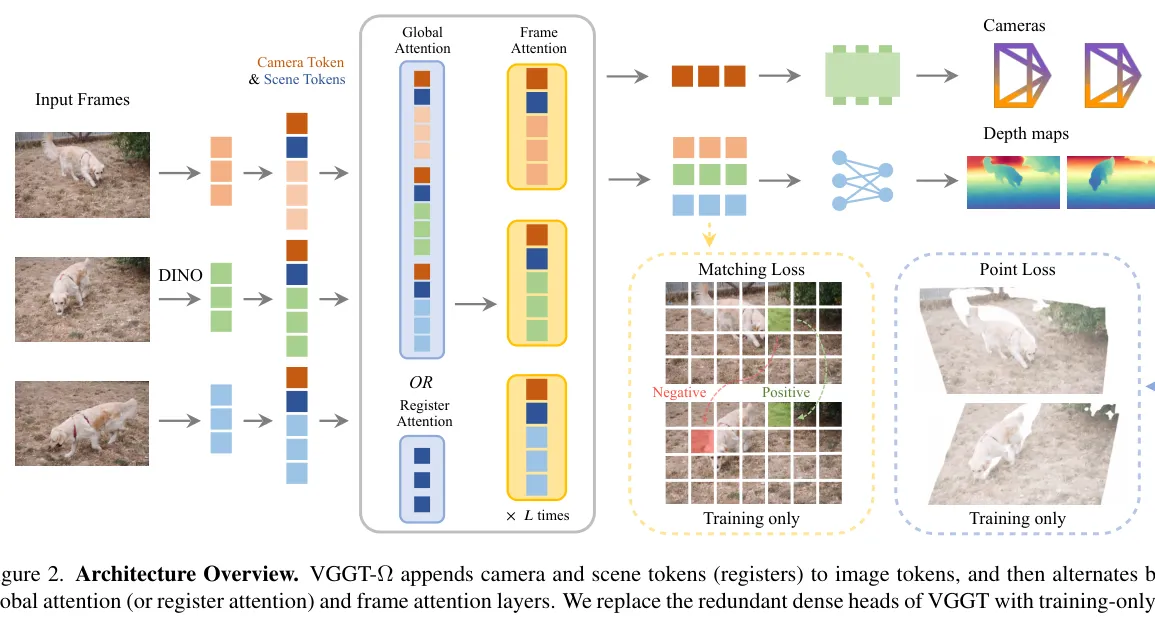 Input Frames
DINO
Camera Token
& Scene Tokens
Global
Attention
Frame
Attention
OR
Register
Attention
× L times
Cameras
Depth maps
Matching Loss
Negative
Positive
Training only
Point Loss
Training only
gure 2. Architecture Overview. VGGT-Ω appends camera and scene tokens (registers) to image tokens, and then alternates b
obal attention (or register attention) and frame attention layers. We replace the redundant dense heads of VGGT with training-only